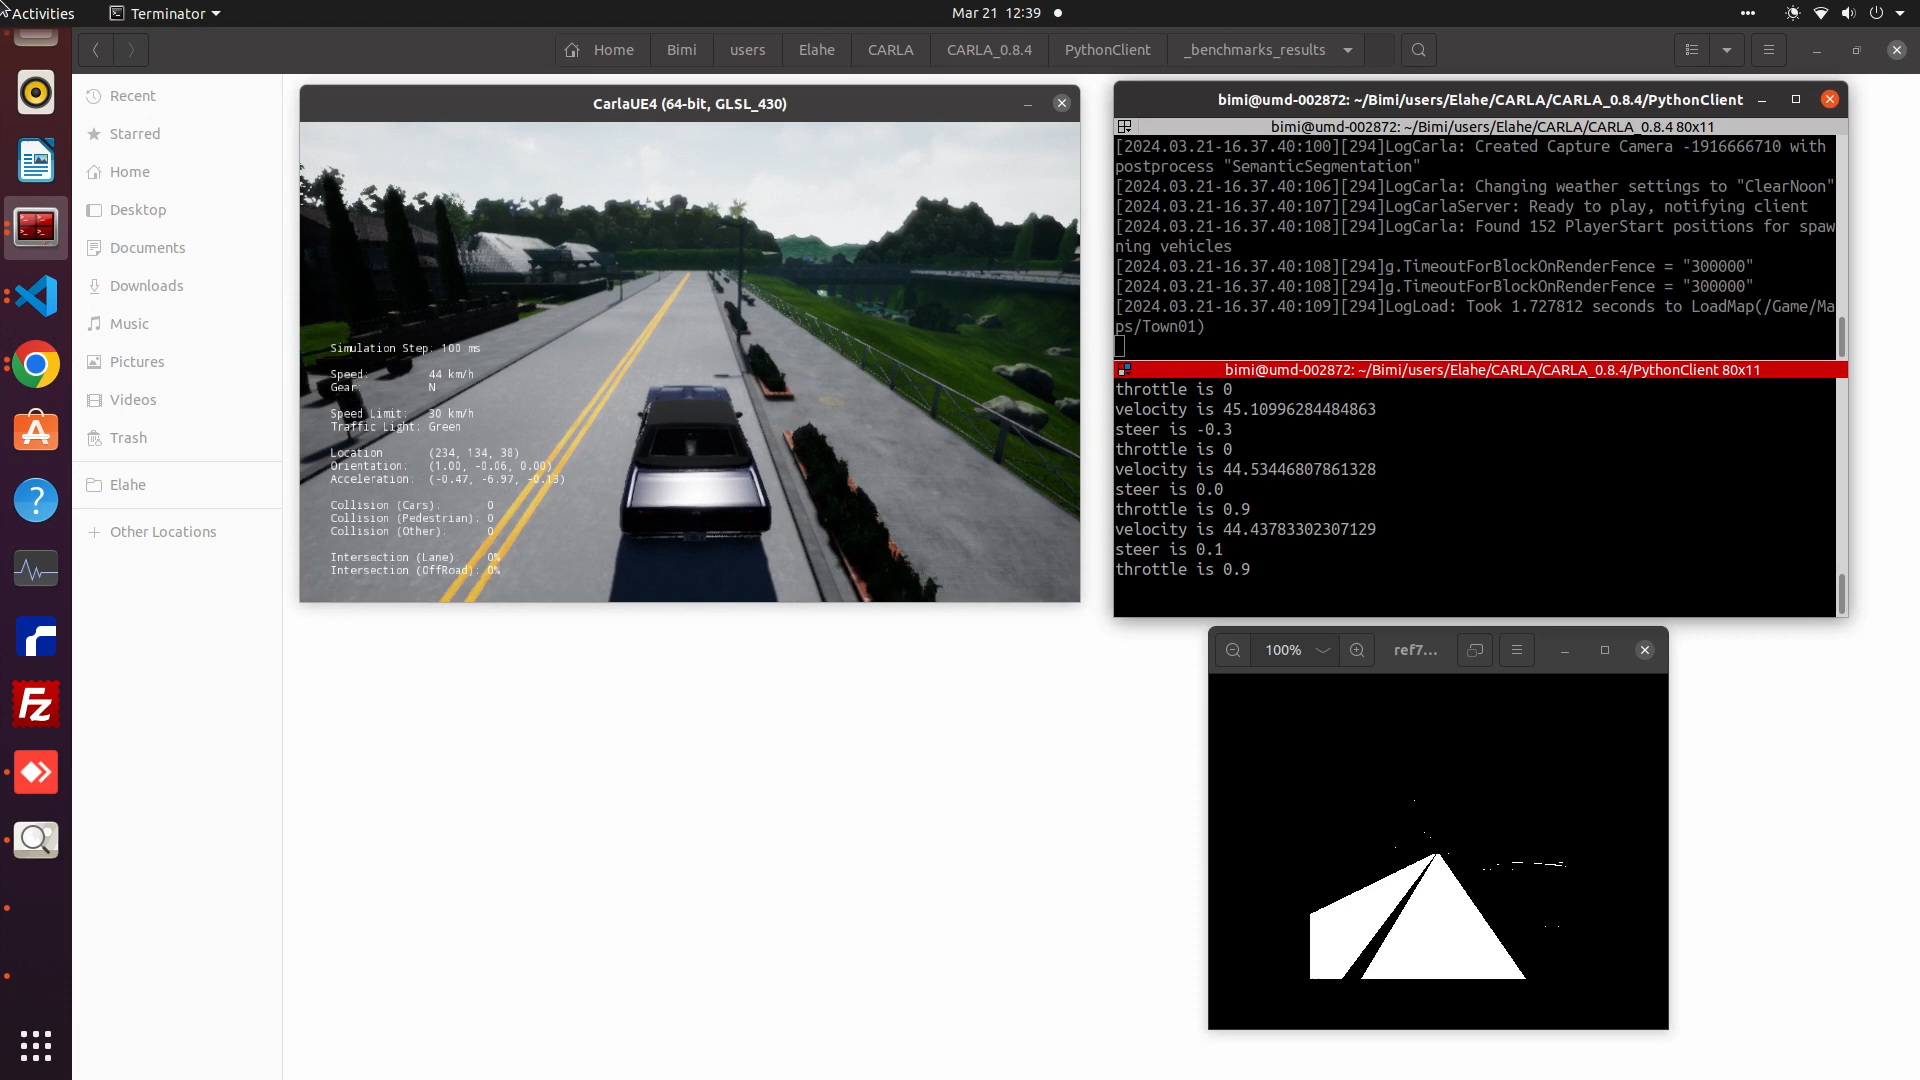 Activities
Terminator
Mar 21 12:39
Home
Bimi
users
Elahe
CARLA
CARLA_0.8.4
PythonClient
_benchmarks_results
Recent
Starred
Home
Desktop
Documents
Downloads
Music
Pictures
Videos
Trash
Elahe
Other Locations
CarlaUE4 (64-bit, GLSL_430)
Simulation Step: 100 ms
Speed: 44 km/h
Gear: N
Speed Limit: 30 km/h
Traffic Light: Green
Location (234, 134, 38)
Orientation: (1.00, -0.06, 0.00)
Acceleration: (-0.47, -6.97, -0.13)
Collision (Cars): 0
Collision (Pedestrian): 0
Collision (Other): 0
Intersection (Lane): 0%
Intersection (OffRoad): 0%
bimi@umd-002872: ~/Bimi/users/Elahe/CARLA/CARLA_0.8.4/PythonClient
bimi@umd-002872: ~/Bimi/users/Elahe/CARLA/CARLA_0.8.4 80x11
[2024.03.21-16.37.40:100][294]LogCarla: Created Capture Camera -1916666710 with
postprocess "SemanticSegmentation"
[2024.03.21-16.37.40:106][294]LogCarla: Changing weather settings to "ClearNoon"
[2024.03.21-16.37.40:107][294]LogCarlaServer: Ready to play, notifying client
[2024.03.21-16.37.40:108][294]LogCarla: Found 152 PlayerStart positions for spaw
ning vehicles
[2024.03.21-16.37.40:108][294]g.TimeoutForBlockOnRenderFence = "300000"
[2024.03.21-16.37.40:108][294]g.TimeoutForBlockOnRenderFence = "300000"
[2024.03.21-16.37.40:109][294]LogLoad: Took 1.727812 seconds to LoadMap(/Game/Ma
ps/Town01)
bimi@umd-002872: ~/Bimi/users/Elahe/CARLA/CARLA_0.8.4/PythonClient 80x11
throttle is 0
velocity is 45.10996284484863
steer is -0.3
throttle is 0
velocity is 44.53446807861328
steer is 0.0
throttle is 0.9
velocity is 44.43783302307129
steer is 0.1
throttle is 0.9
100%
ref7...